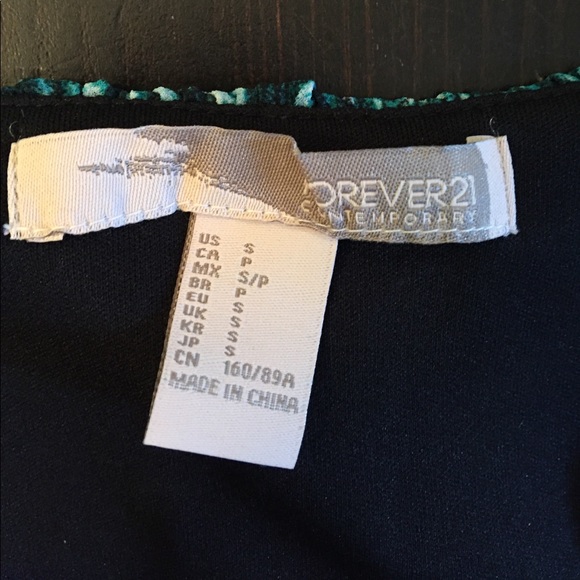 OREVER21
CONTEMPORARY
US S
CA P
MX S/P
BR P
EU S
UK S
KR S
JP S
CN 160/89A
MADE IN CHINA